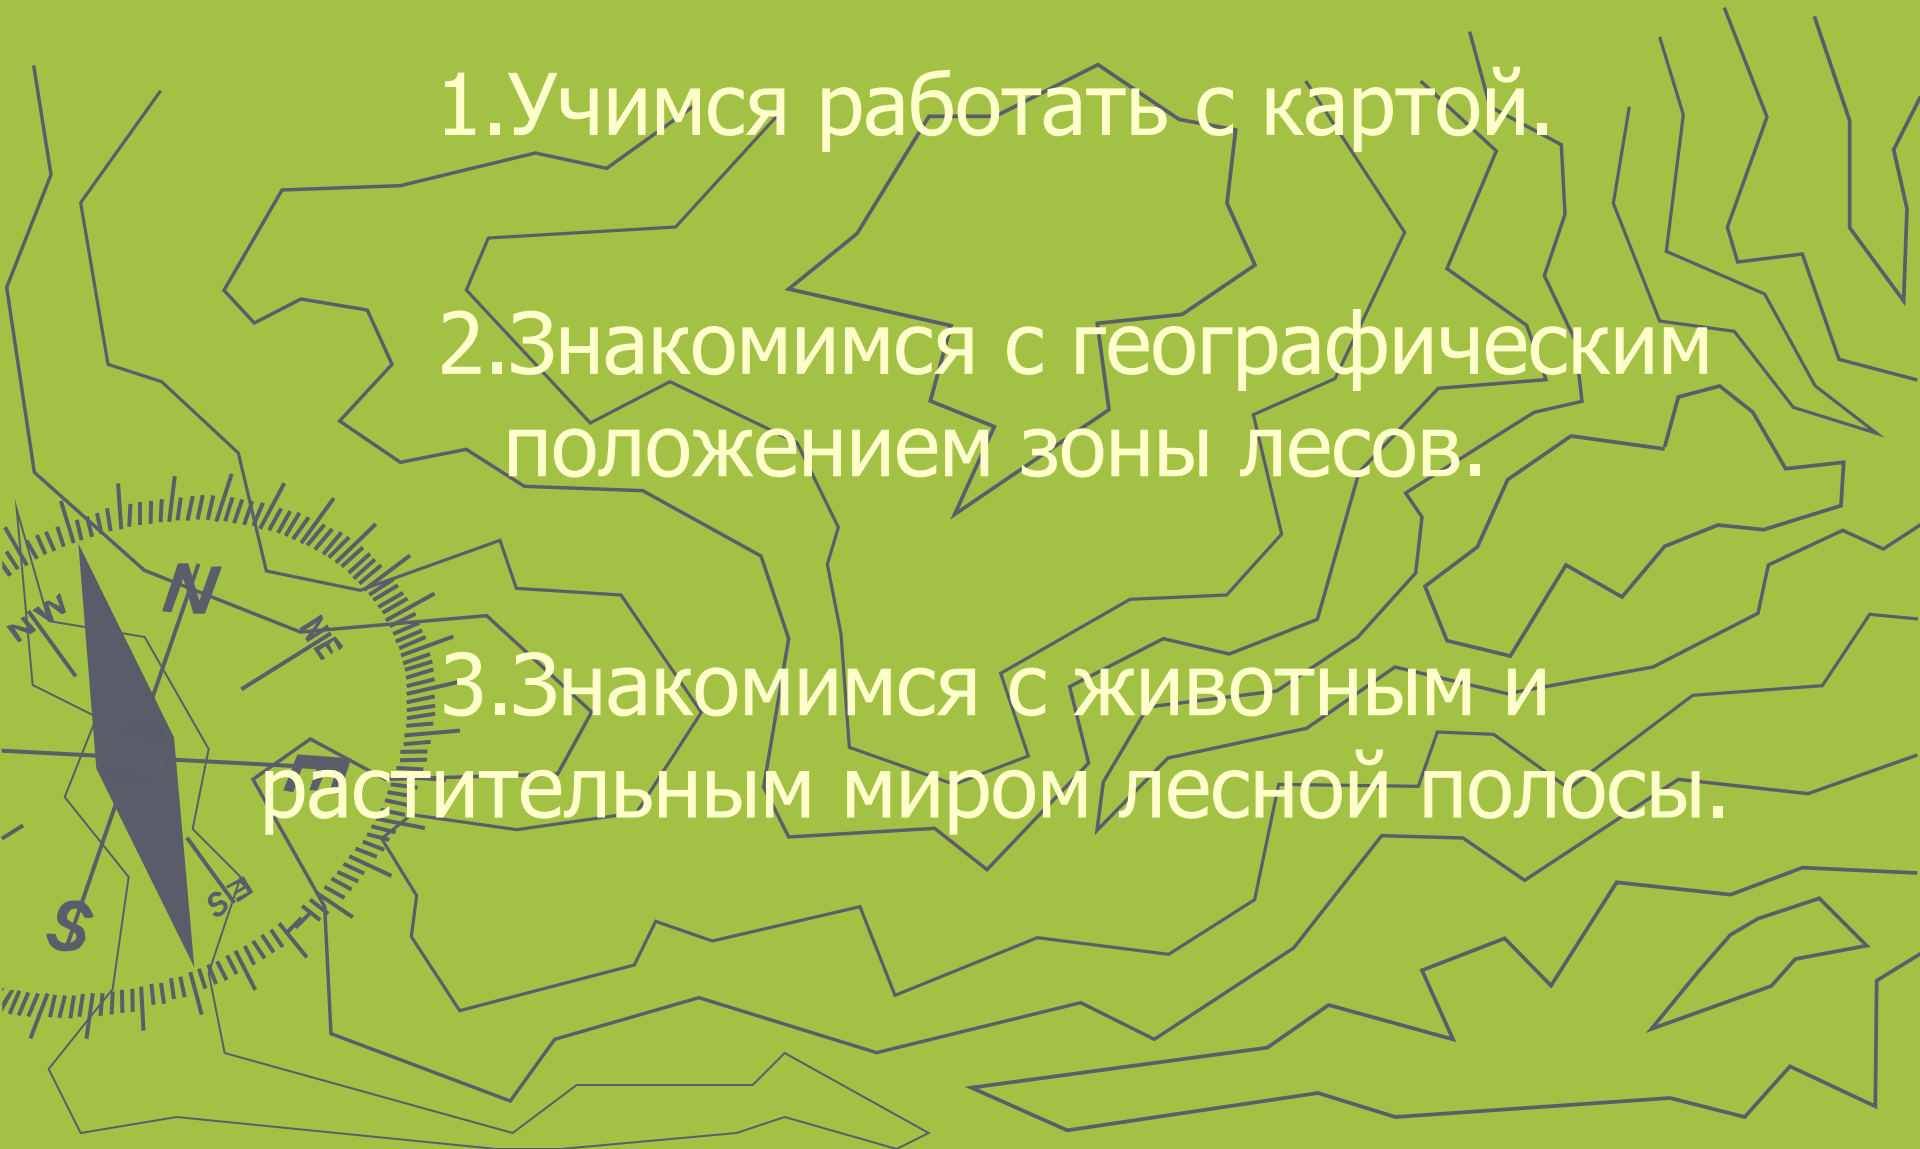 1.Учимся работать с картой.
2.Знакомимся с географическим
положением зоны лесов.
N
NW
NE
3.Знакомимся с животным и
E
растительным миром лесной полосы.
SE
S